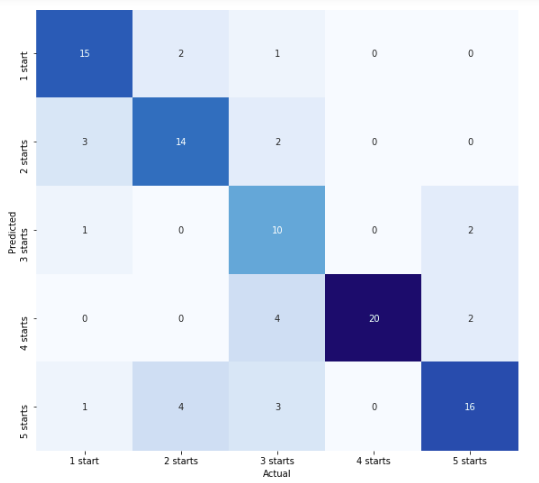 1 start 15 2 1 0 0
2 starts 3 14 2 0 0
Predicted
3 starts 1 0 10 0 2
4 starts 0 0 4 20 2
5 starts 1 4 3 0 16
1 start 2 starts 3 starts 4 starts 5 starts
Actual